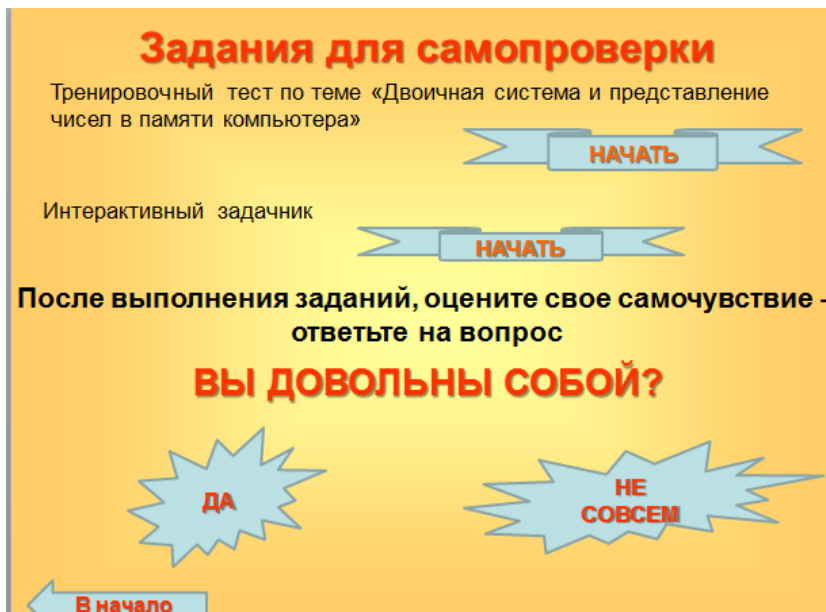 Задания для самопроверки
Тренировочный тест по теме «Двоичная система и представление
чисел в памяти компьютера»
НАЧАТЬ
Интерактивный задачник
НАЧАТЬ
После выполнения заданий, оцените свое самочувствие -
ответьте на вопрос
ВЫ ДОВОЛЬНЫ СОБОЙ?
ДА
НЕ
СОВСЕМ
В начало